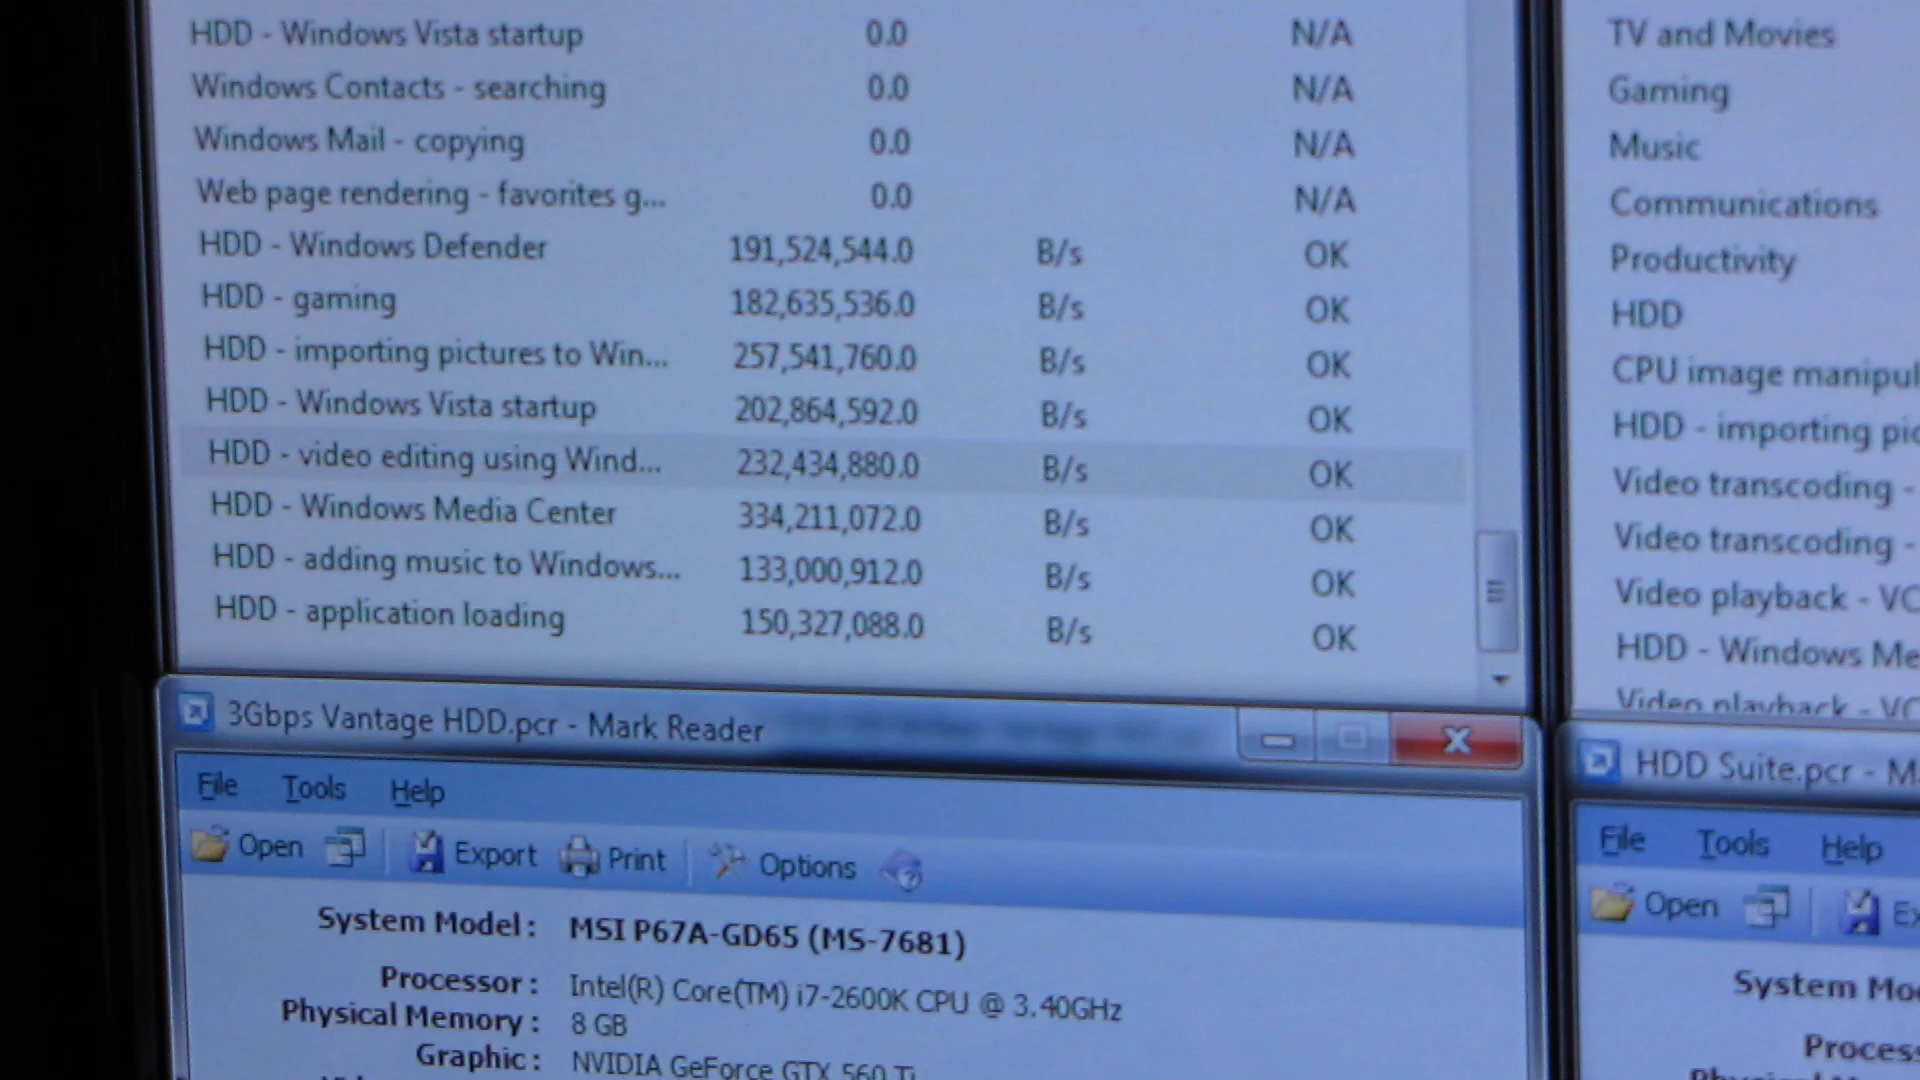 HDD - Windows Vista startup 0.0 N/A
Windows Contacts - searching 0.0 N/A
Windows Mail - copying 0.0 N/A
Web page rendering - favorites g... 0.0 N/A
HDD - Windows Defender 191,524,544.0 B/s OK
HDD - gaming 182,635,536.0 B/s OK
HDD - importing pictures to Win... 257,541,760.0 B/s OK
HDD - Windows Vista startup 202,864,592.0 B/s OK
HDD - video editing using Wind... 232,434,880.0 B/s OK
HDD - Windows Media Center 334,211,072.0 B/s OK
HDD - adding music to Windows... 133,000,912.0 B/s OK
HDD - application loading 150,327,088.0 B/s OK
3Gbps Vantage HDD.pcr - Mark Reader
File Tools Help
Open Export Print Options
System Model : MSI P67A-GD65 (MS-7681)
Processor : Intel(R) Core(TM) i7-2600K CPU @ 3.40GHz
Physical Memory : 8 GB
Graphic : NVIDIA GeForce GTX 560 Ti
TV and Movies
Gaming
Music
Communications
Productivity
HDD
CPU image manipul
HDD - importing pic
Video transcoding -
Video transcoding -
Video playback - VC
HDD - Windows Me
Video playback - VC
HDD Suite.pcr - M
File Tools Help
Open Ex
System Mo
Process